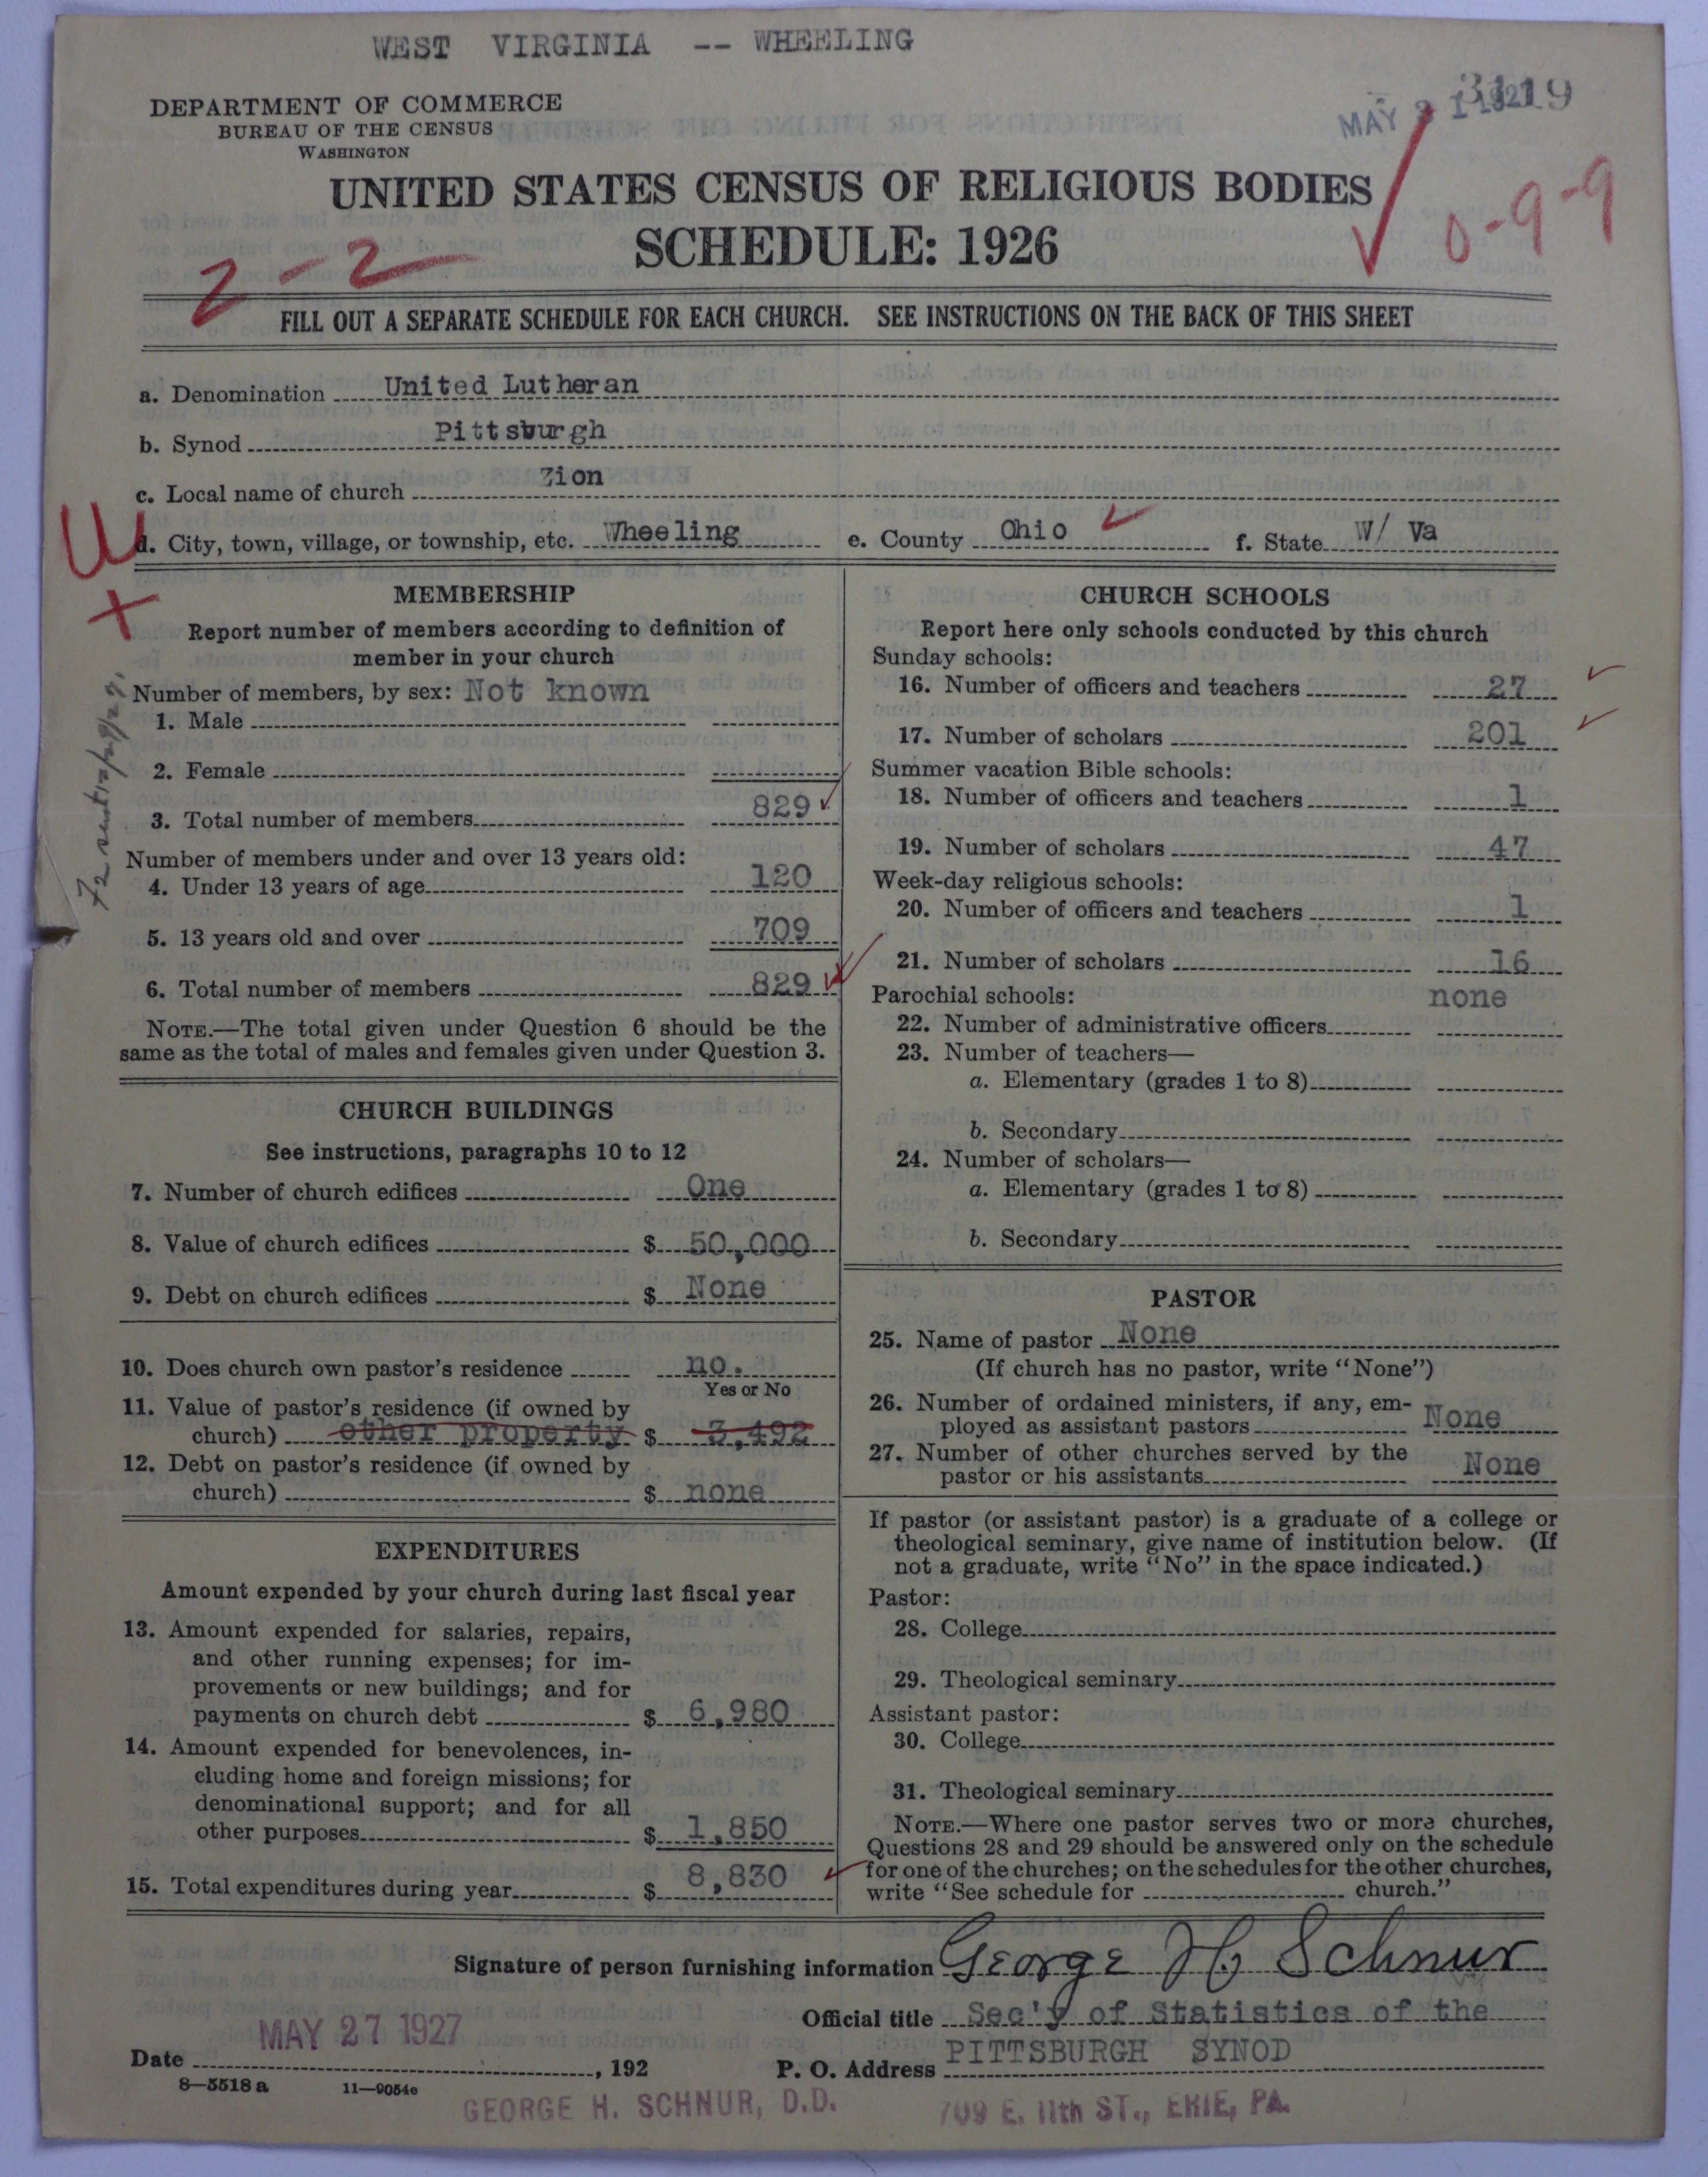 WEST VIRGINIA -- WHEELING
DEPARTMENT OF COMMERCE
BUREAU OF THE CENSUS
WASHINGTON
MAY 1927
3119
UNITED STATES CENSUS OF RELIGIOUS BODIES
SCHEDULE: 1926
2-2
0-9-9
FILL OUT A SEPARATE SCHEDULE FOR EACH CHURCH. SEE INSTRUCTIONS ON THE BACK OF THIS SHEET
a. Denomination United Lutheran
b. Synod Pittsburgh
c. Local name of church Zion
d. City, town, village, or township, etc. Wheeling e. County Ohio f. State W/ Va
MEMBERSHIP
Report number of members according to definition of
member in your church
Number of members, by sex: Not known
1. Male
2. Female
3. Total number of members 829
Number of members under and over 13 years old:
4. Under 13 years of age 120
5. 13 years old and over 709
6. Total number of members 829
NOTE.—The total given under Question 6 should be the
same as the total of males and females given under Question 3.
CHURCH BUILDINGS
See instructions, paragraphs 10 to 12
7. Number of church edifices One
8. Value of church edifices $ 50,000
9. Debt on church edifices $ None
10. Does church own pastor's residence no.
Yes or No
11. Value of pastor's residence (if owned by
church) other property $ 3,492
12. Debt on pastor's residence (if owned by
church) $ none
EXPENDITURES
Amount expended by your church during last fiscal year
13. Amount expended for salaries, repairs,
and other running expenses; for im-
provements or new buildings; and for
payments on church debt $ 6,980
14. Amount expended for benevolences, in-
cluding home and foreign missions; for
denominational support; and for all
other purposes $ 1,850
15. Total expenditures during year $ 8,830
CHURCH SCHOOLS
Report here only schools conducted by this church
Sunday schools:
16. Number of officers and teachers 27
17. Number of scholars 201
Summer vacation Bible schools:
18. Number of officers and teachers 1
19. Number of scholars 47
Week-day religious schools:
20. Number of officers and teachers 1
21. Number of scholars 16
Parochial schools: none
22. Number of administrative officers
23. Number of teachers—
a. Elementary (grades 1 to 8)
b. Secondary
24. Number of scholars—
a. Elementary (grades 1 to 8)
b. Secondary
PASTOR
25. Name of pastor None
(If church has no pastor, write "None")
26. Number of ordained ministers, if any, em-
ployed as assistant pastors None
27. Number of other churches served by the
pastor or his assistants None
If pastor (or assistant pastor) is a graduate of a college or
theological seminary, give name of institution below. (If
not a graduate, write "No" in the space indicated.)
Pastor:
28. College
29. Theological seminary
Assistant pastor:
30. College
31. Theological seminary
NOTE.—Where one pastor serves two or more churches,
Questions 28 and 29 should be answered only on the schedule
for one of the churches; on the schedules for the other churches,
write "See schedule for church."
Signature of person furnishing information George H Schnur
Official title Sec'y of Statistics of the
Date MAY 27 1927, 192 P. O. Address PITTSBURGH SYNOD
8—5518 a 11—9054c
GEORGE H. SCHNUR, D.D. 709 E. 11th ST., ERIE, PA.